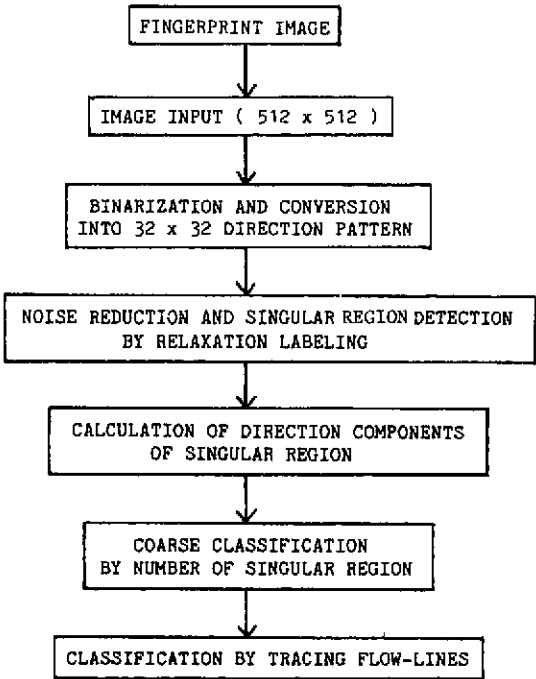 FINGERPRINT IMAGE
IMAGE INPUT ( 512 x 512 )
BINARIZATION AND CONVERSION
INTO 32 x 32 DIRECTION PATTERN
NOISE REDUCTION AND SINGULAR REGION DETECTION
BY RELAXATION LABELING
CALCULATION OF DIRECTION COMPONENTS
OF SINGULAR REGION
COARSE CLASSIFICATION
BY NUMBER OF SINGULAR REGION
CLASSIFICATION BY TRACING FLOW-LINES